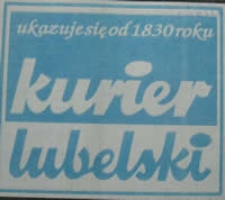 ukazuje się od 1830 roku
kurier
lubelski